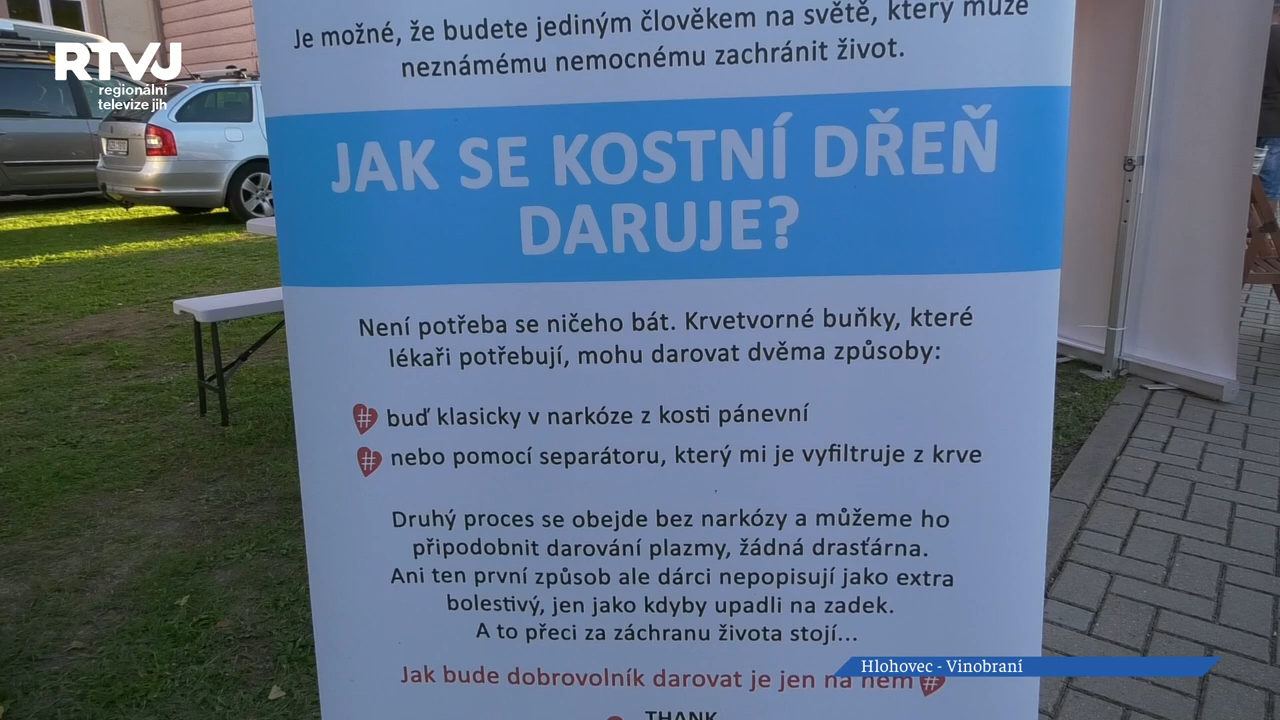 RTVJ
regionální
televize jih
Je možné, že budete jediným člověkem na světě, který může
neznámému nemocnému zachránit život.
JAK SE KOSTNÍ DŘEŇ
DARUJE?
Není potřeba se ničeho bát. Krvetvorné buňky, které
lékaři potřebují, mohu darovat dvěma způsoby:
# buď klasicky v narkóze z kosti pánevní
# nebo pomocí separátoru, který mi je vyfiltruje z krve
Druhý proces se obejde bez narkózy a můžeme ho
připodobnit darování plazmy, žádná drasťárna.
Ani ten první způsob ale dárci nepopisují jako extra
bolestivý, jen jako kdyby upadli na zadek.
A to přeci za záchranu života stojí...
Jak bude dobrovolník darovat je jen na něm #
Hlohovec - Vinobraní
THANK